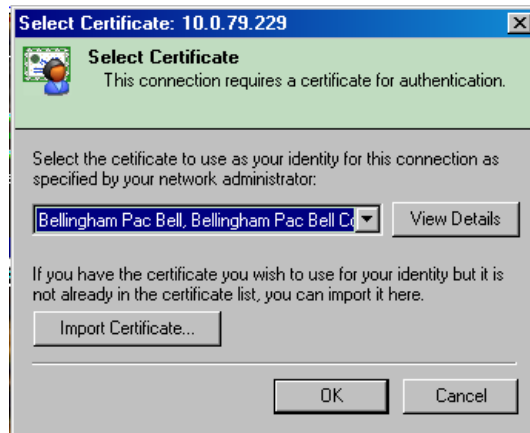 Select Certificate: 10.0.79.229
Select Certificate
This connection requires a certificate for authentication.
Select the cetificate to use as your identity for this connection as
specified by your network administrator:
Bellingham Pac Bell, Bellingham Pac Bell Co
View Details
If you have the certificate you wish to use for your identity but it is
not already in the certificate list, you can import it here.
Import Certificate...
OK
Cancel